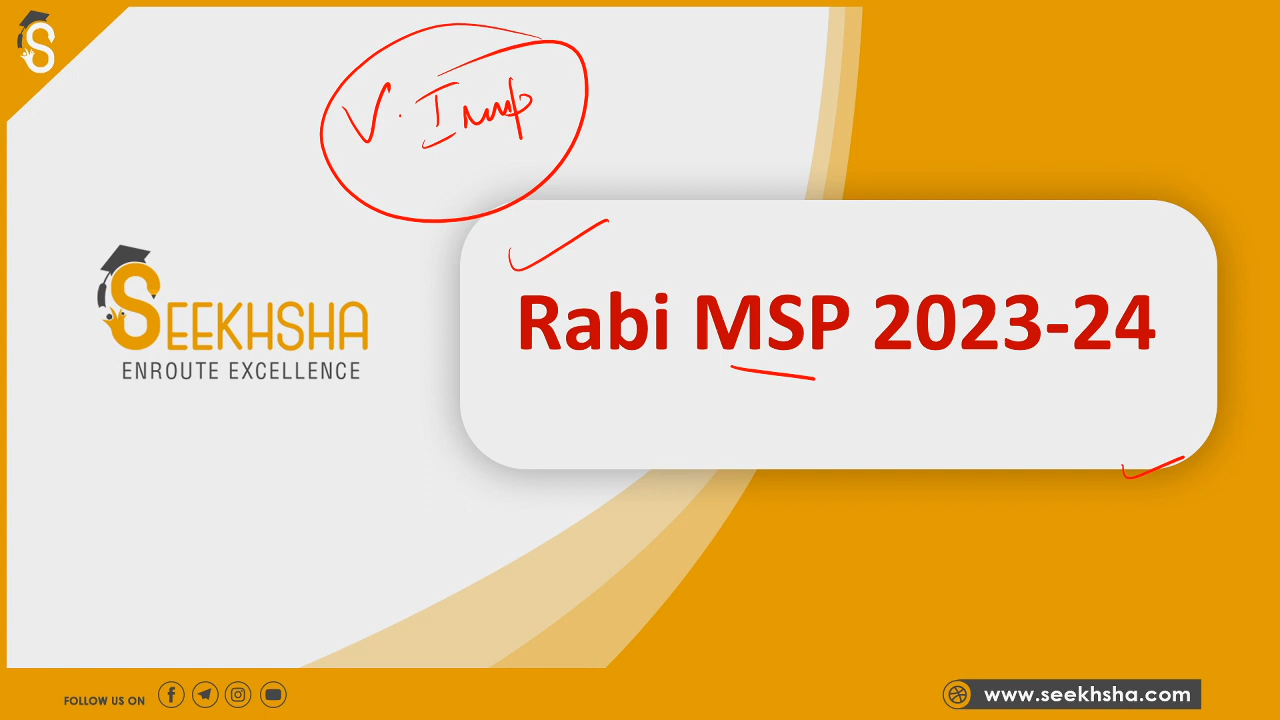 V. Imp
SEEKHSHA
ENROUTE EXCELLENCE
Rabi MSP 2023-24
FOLLOW US ON
www.seekhsha.com